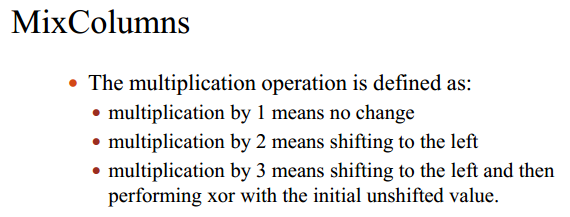 MixColumns
• The multiplication operation is defined as:
• multiplication by 1 means no change
• multiplication by 2 means shifting to the left
• multiplication by 3 means shifting to the left and then
performing xor with the initial unshifted value.